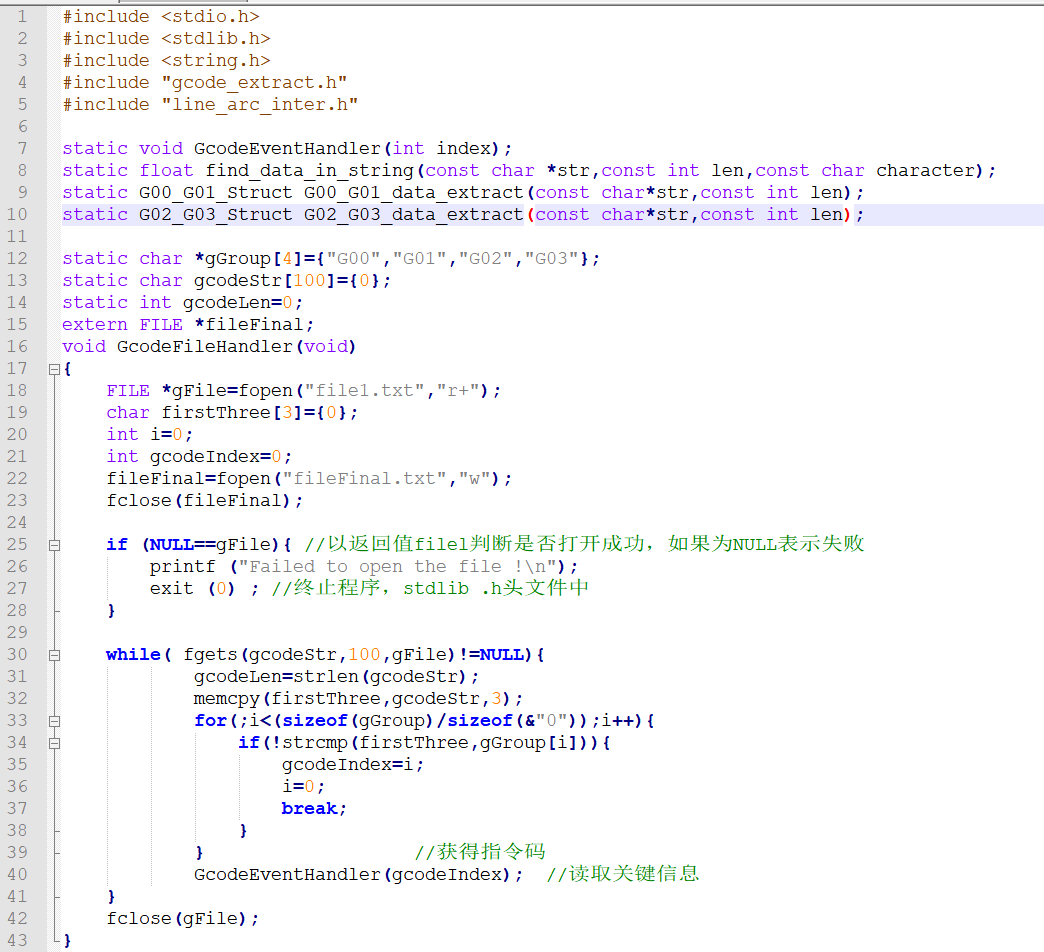 1 #include <stdio.h>
2 #include <stdlib.h>
3 #include <string.h>
4 #include "gcode_extract.h"
5 #include "line_arc_inter.h"
6
7 static void GcodeEventHandler(int index);
8 static float find_data_in_string(const char *str,const int len,const char character);
9 static G00_G01_Struct G00_G01_data_extract(const char*str,const int len);
10 static G02_G03_Struct G02_G03_data_extract(const char*str,const int len);
11
12 static char *gGroup[4]={"G00","G01","G02","G03"};
13 static char gcodeStr[100]={0};
14 static int gcodeLen=0;
15 extern FILE *fileFinal;
16 void GcodeFileHandler(void)
17 {
18     FILE *gFile=fopen("file1.txt","r+");
19     char firstThree[3]={0};
20     int i=0;
21     int gcodeIndex=0;
22     fileFinal=fopen("fileFinal.txt","w");
23     fclose(fileFinal);
24
25     if (NULL==gFile){ //以返回值file1判断是否打开成功，如果为NULL表示失败
26         printf ("Failed to open the file !\n");
27         exit (0) ; //终止程序，stdlib .h头文件中
28     }
29
30     while( fgets(gcodeStr,100,gFile)!=NULL){
31             gcodeLen=strlen(gcodeStr);
32             memcpy(firstThree,gcodeStr,3);
33             for(;i<(sizeof(gGroup)/sizeof(&"0"));i++){
34                 if(!strcmp(firstThree,gGroup[i])){
35                     gcodeIndex=i;
36                     i=0;
37                     break;
38                 }
39             }                   //获得指令码
40             GcodeEventHandler(gcodeIndex);  //读取关键信息
41     }
42     fclose(gFile);
43 }